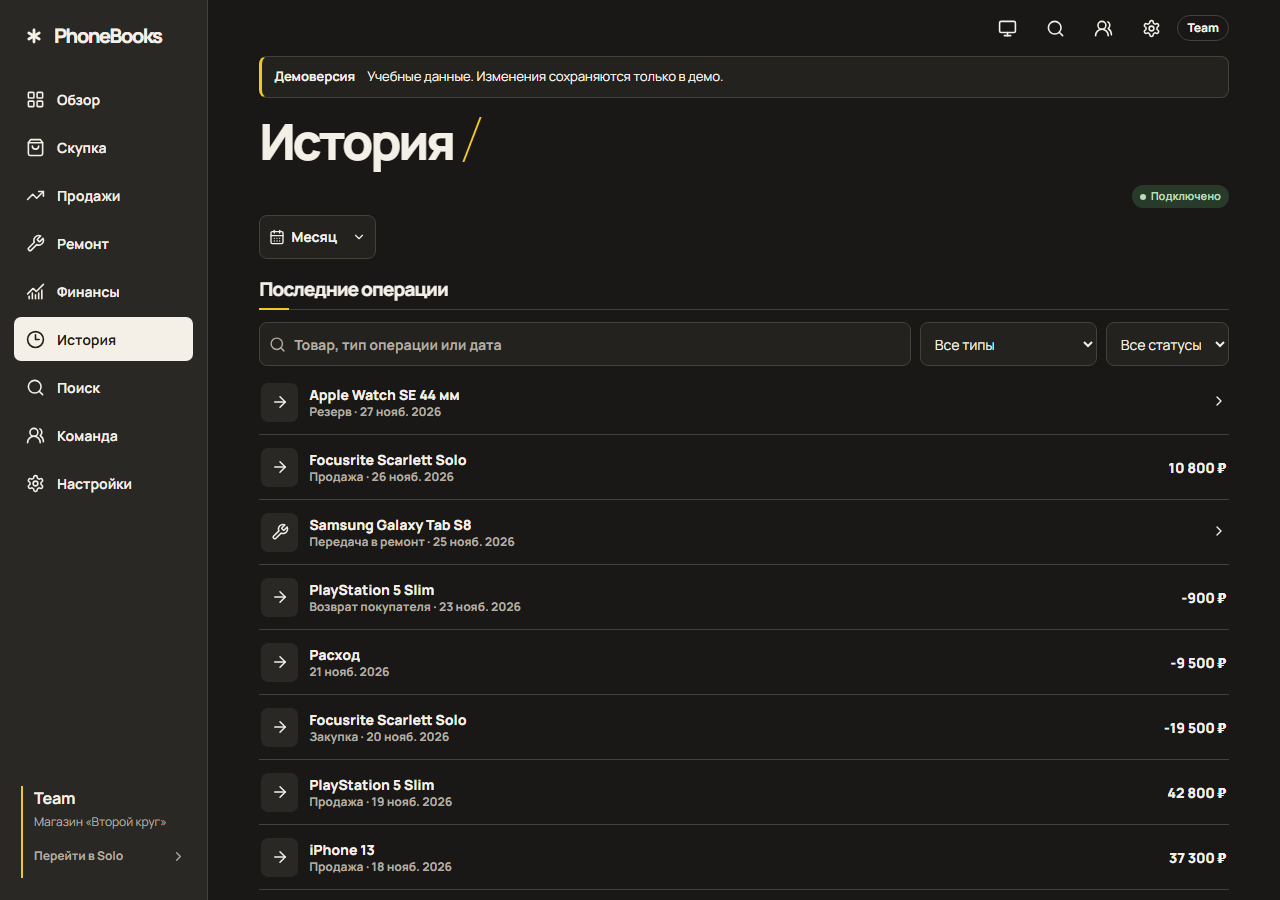 PhoneBooks
Team
Обзор
Скупка
Продажи
Ремонт
Финансы
История
Поиск
Команда
Настройки
Team
Магазин «Второй круг»
Перейти в Solo
Демоверсия Учебные данные. Изменения сохраняются только в демо.
История /
Подключено
Месяц
Последние операции
Товар, тип операции или дата Все типы Все статусы
Apple Watch SE 44 мм
Резерв · 27 нояб. 2026
Focusrite Scarlett Solo
Продажа · 26 нояб. 2026
10 800 ₽
Samsung Galaxy Tab S8
Передача в ремонт · 25 нояб. 2026
PlayStation 5 Slim
Возврат покупателя · 23 нояб. 2026
-900 ₽
Расход
21 нояб. 2026
-9 500 ₽
Focusrite Scarlett Solo
Закупка · 20 нояб. 2026
-19 500 ₽
PlayStation 5 Slim
Продажа · 19 нояб. 2026
42 800 ₽
iPhone 13
Продажа · 18 нояб. 2026
37 300 ₽